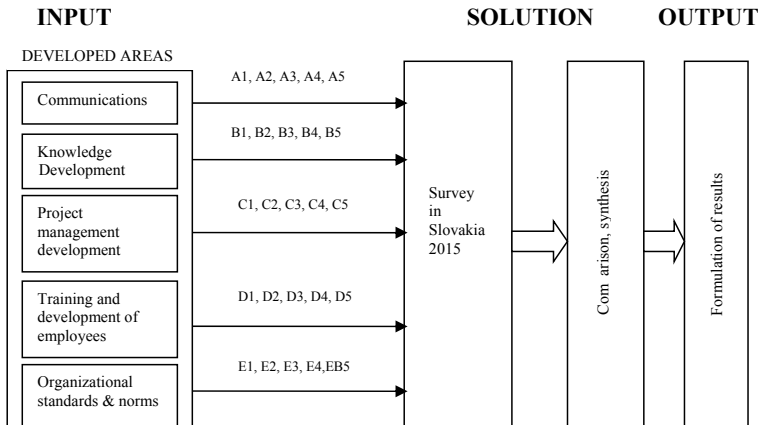 INPUT
SOLUTION
OUTPUT
DEVELOPED AREAS
Communications
A1, A2, A3, A4, A5
Knowledge
Development
B1, B2, B3, B4, B5
Project
management
development
C1, C2, C3, C4, C5
Training and
development of
employees
D1, D2, D3, D4, D5
Organizational
standards & norms
E1, E2, E3, E4,EB5
Survey
in
Slovakia
2015
Com arison, synthesis
Formulation of results